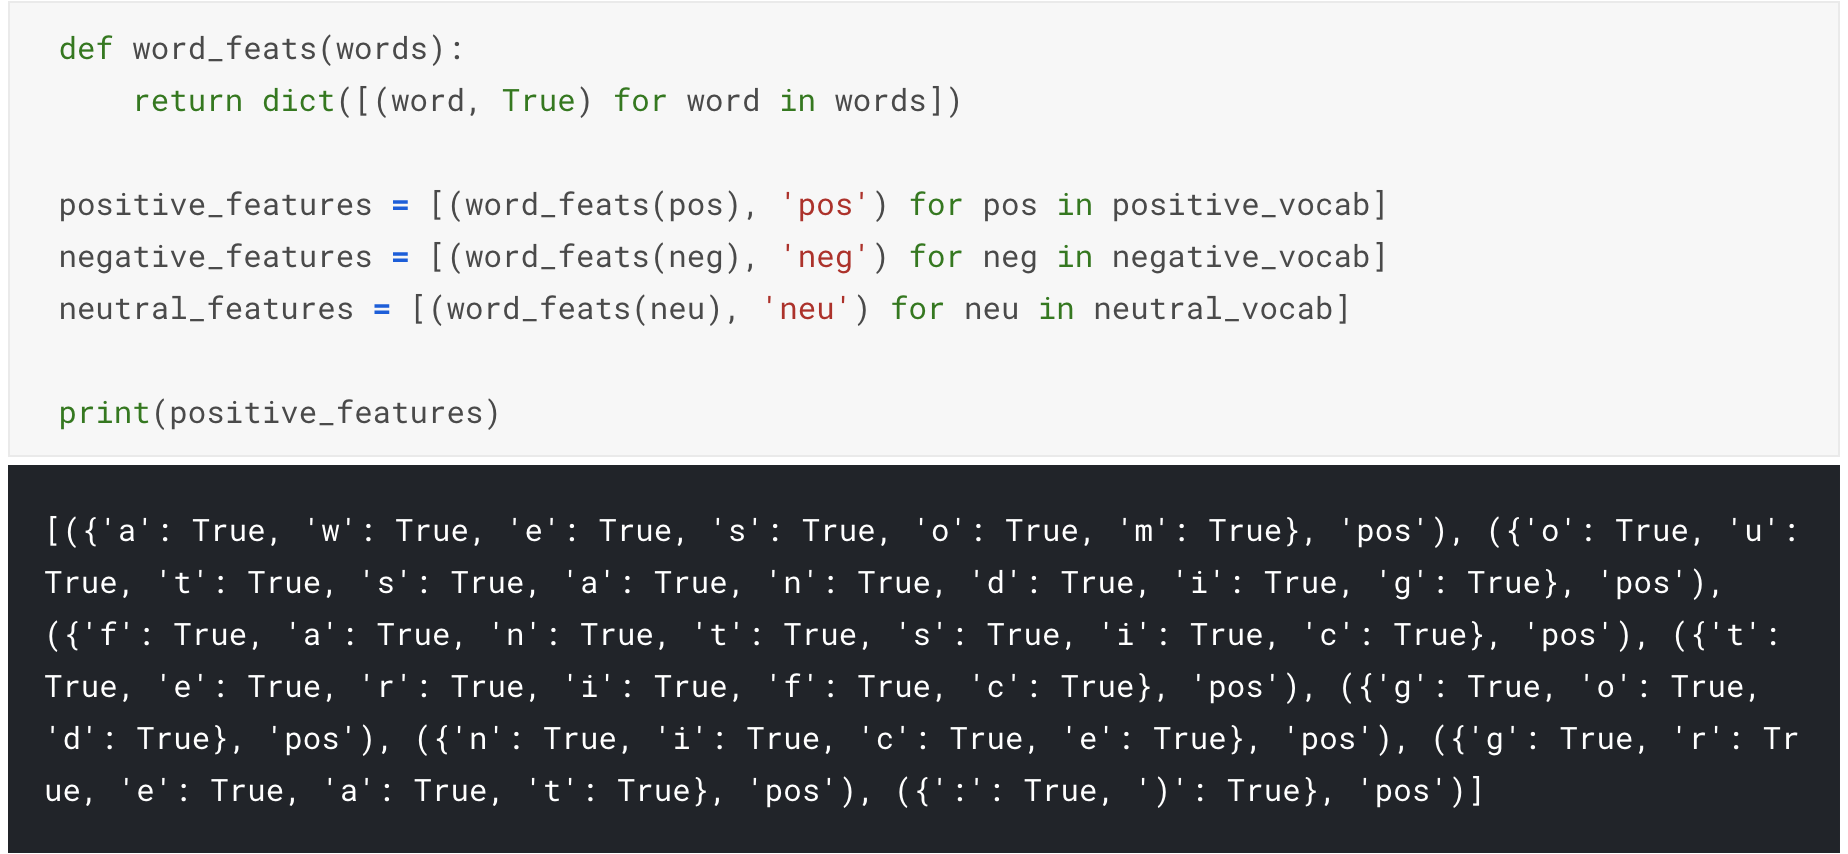 def word_feats(words):
    return dict([(word, True) for word in words])
positive_features = [(word_feats(pos), 'pos') for pos in positive_vocab]
negative_features = [(word_feats(neg), 'neg') for neg in negative_vocab]
neutral_features = [(word_feats(neu), 'neu') for neu in neutral_vocab]
print(positive_features)
[({'a': True, 'w': True, 'e': True, 's': True, 'o': True, 'm': True}, 'pos'), ({'o': True, 'u':
True, 't': True, 's': True, 'a': True, 'n': True, 'd': True, 'i': True, 'g': True}, 'pos'),
({'f': True, 'a': True, 'n': True, 't': True, 's': True, 'i': True, 'c': True}, 'pos'), ({'t':
True, 'e': True, 'r': True, 'i': True, 'f': True, 'c': True}, 'pos'), ({'g': True, 'o': True,
'd': True}, 'pos'), ({'n': True, 'i': True, 'c': True, 'e': True}, 'pos'), ({'g': True, 'r': Tr
ue, 'e': True, 'a': True, 't': True}, 'pos'), ({':': True, ')': True}, 'pos')]